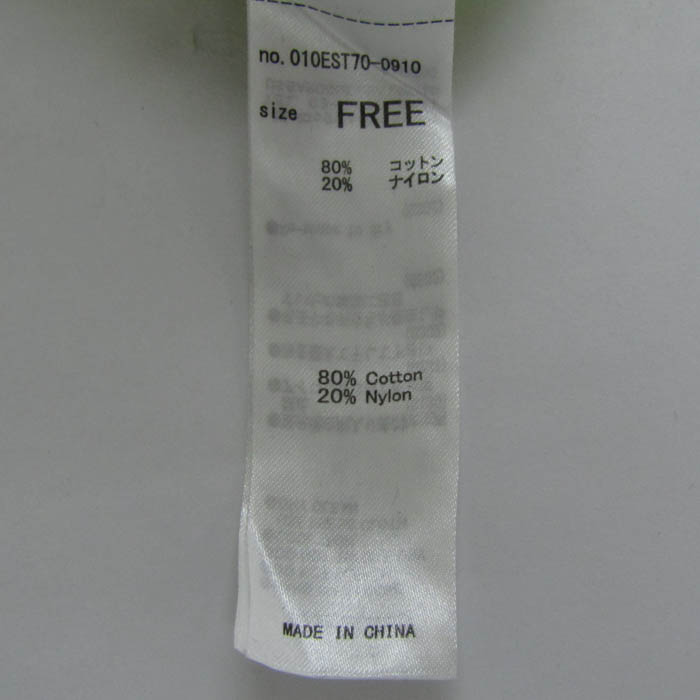 no. 010EST70-0910
size FREE
80% コットン
20% ナイロン
80% Cotton
20% Nylon
MADE IN CHINA